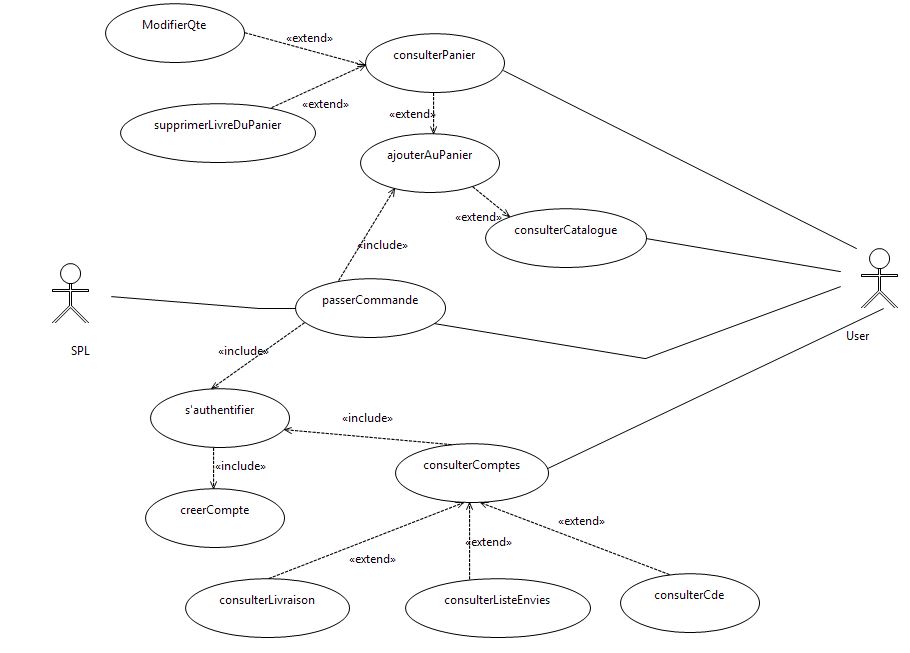 ModifierQte
«extend»
consulterPanier
«extend»
supprimerLivreDuPanier
«extend»
ajouterAuPanier
«extend»
consulterCatalogue
«include»
passerCommande
SPL
User
«include»
s'authentifier
«include»
«include»
consulterComptes
creerCompte
«extend»
«extend»
«extend»
consulterLivraison
consulterListeEnvies
consulterCde